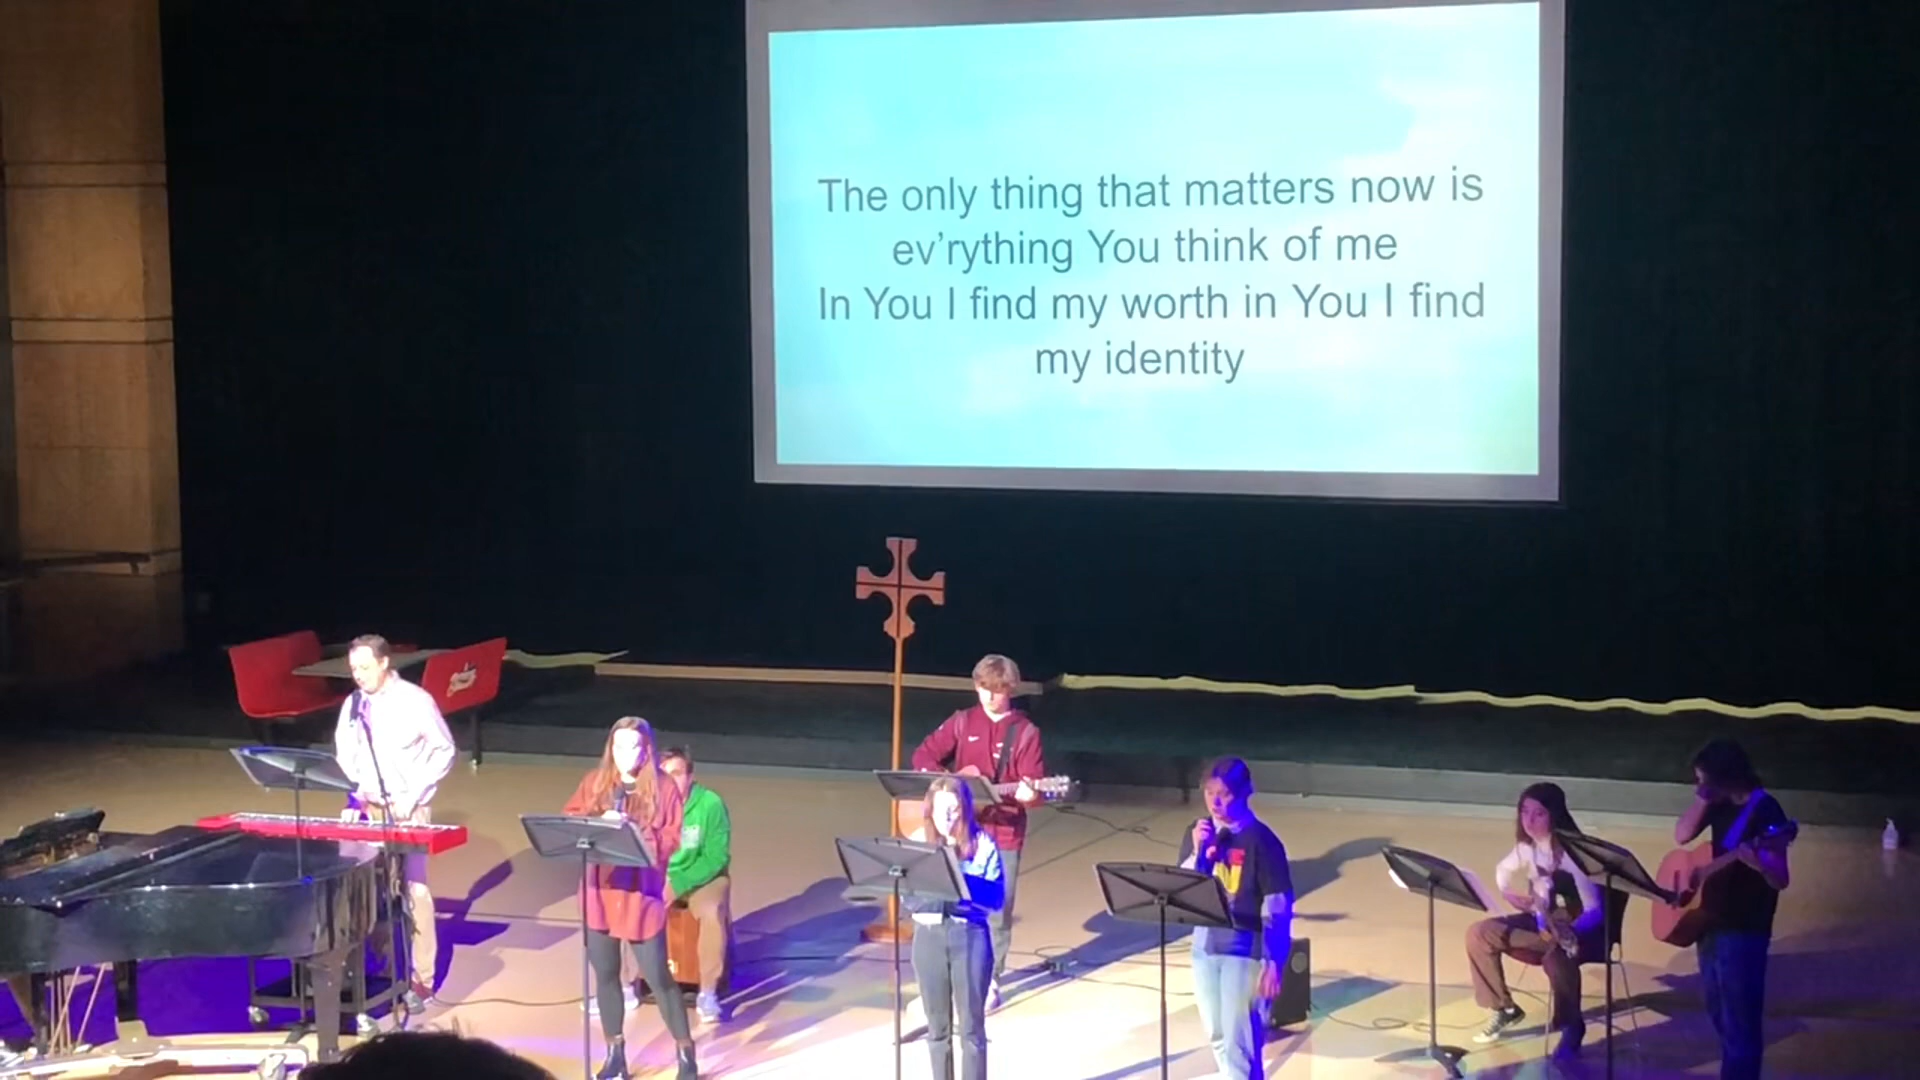 The only thing that matters now is
ev’rything You think of me
In You I find my worth in You I find
my identity